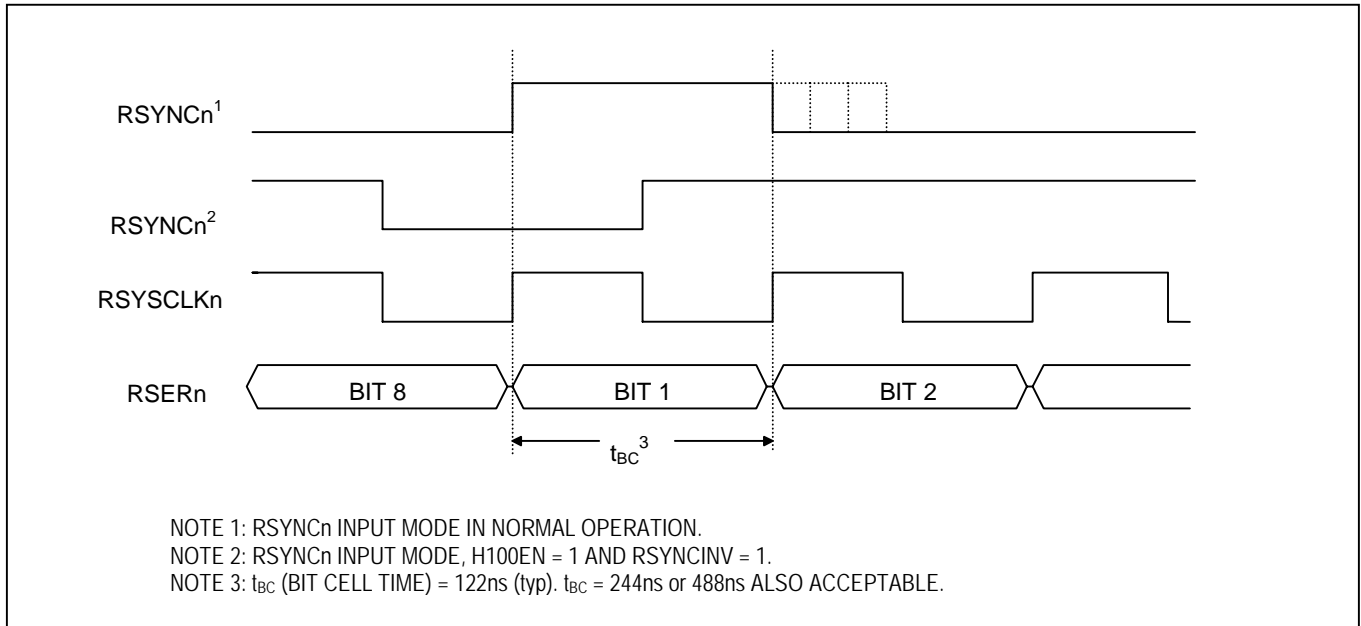 RSYNCn¹
RSYNCn²
RSYSCLKn
RSERn
BIT 8
BIT 1
BIT 2
tBC³
NOTE 1: RSYNCn INPUT MODE IN NORMAL OPERATION.
NOTE 2: RSYNCn INPUT MODE, H100EN = 1 AND RSYNCINV = 1.
NOTE 3: tBC (BIT CELL TIME) = 122ns (typ). tBC = 244ns or 488ns ALSO ACCEPTABLE.